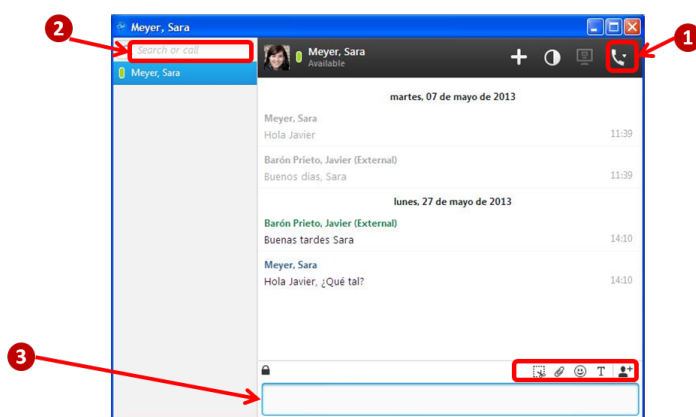 2
Meyer, Sara
1
Search or call
Meyer, Sara
Available
Meyer, Sara
martes, 07 de mayo de 2013
Meyer, Sara
Hola Javier 11:39
Barón Prieto, Javier (External)
Buenos días, Sara 11:39
lunes, 27 de mayo de 2013
Barón Prieto, Javier (External)
Buenas tardes Sara 14:10
Meyer, Sara
Hola Javier, ¿Qué tal? 14:10
3
T